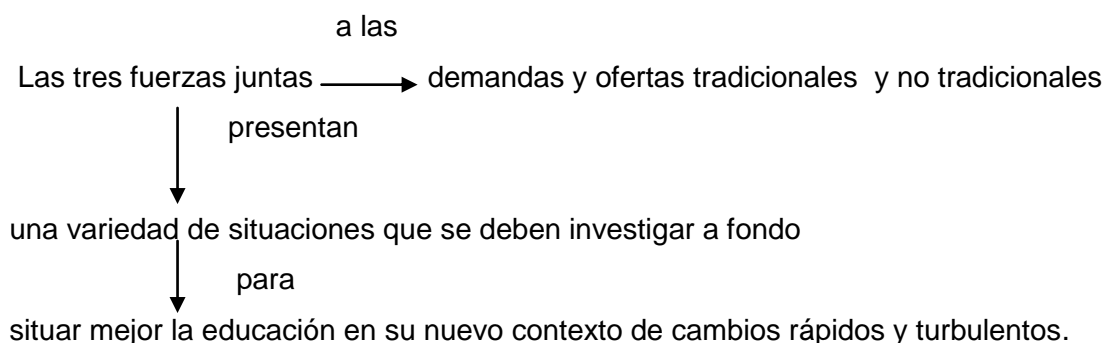 a las
Las tres fuerzas juntas demandas y ofertas tradicionales y no tradicionales
presentan
una variedad de situaciones que se deben investigar a fondo
para
situar mejor la educación en su nuevo contexto de cambios rápidos y turbulentos.